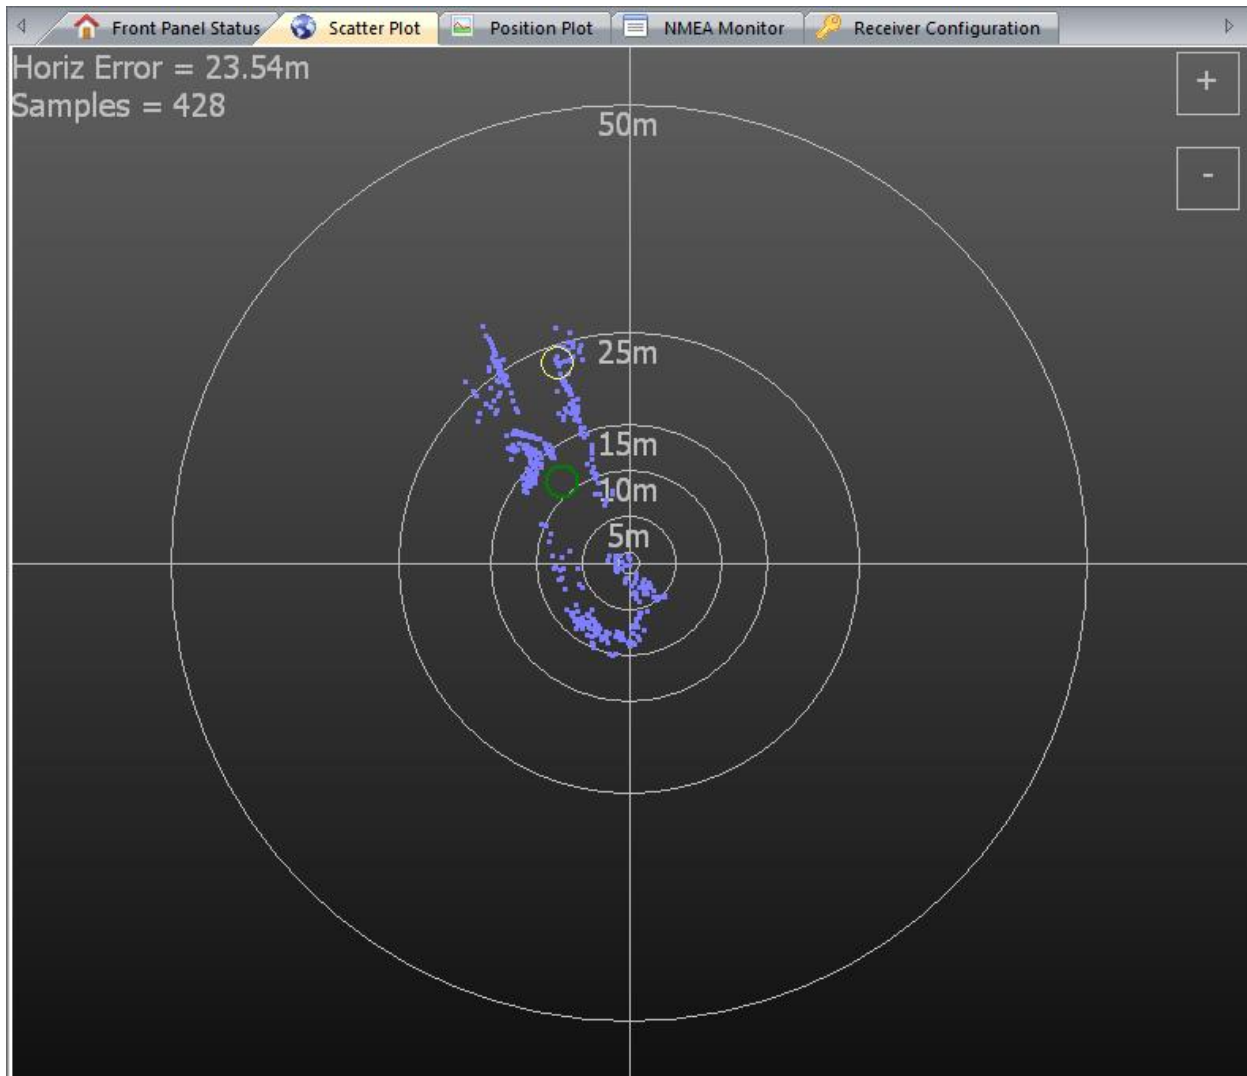 Front Panel Status Scatter Plot Position Plot NMEA Monitor Receiver Configuration
Horiz Error = 23.54m
Samples = 428
+
-
50m
25m
15m
10m
5m